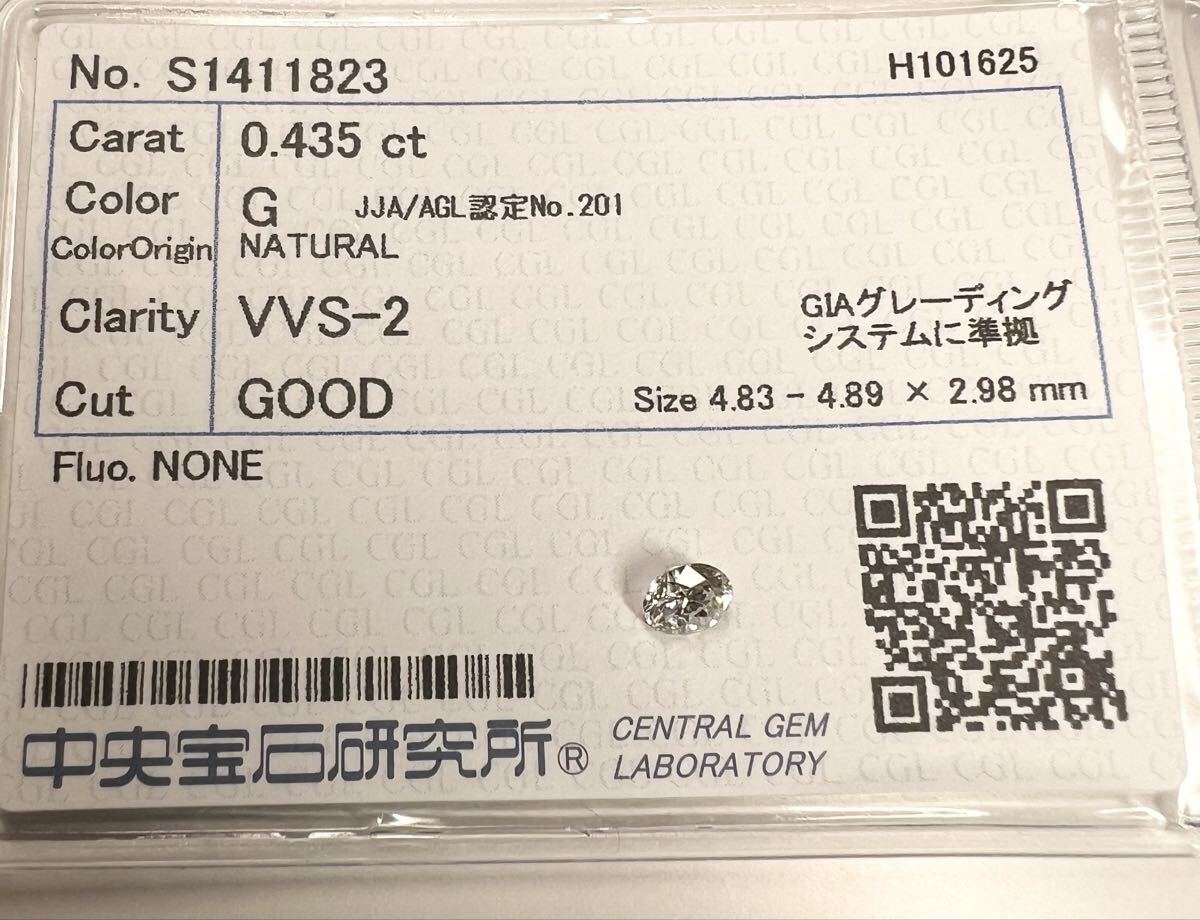 No. S1411823
H101625
Carat 0.435 ct
Color G JJA/AGL認定No.201
ColorOrigin NATURAL
Clarity VVS-2 GIAグレーディング
システムに準拠
Cut GOOD Size 4.83 - 4.89 × 2.98 mm
Fluo. NONE
中央宝石研究所® CENTRAL GEM
LABORATORY